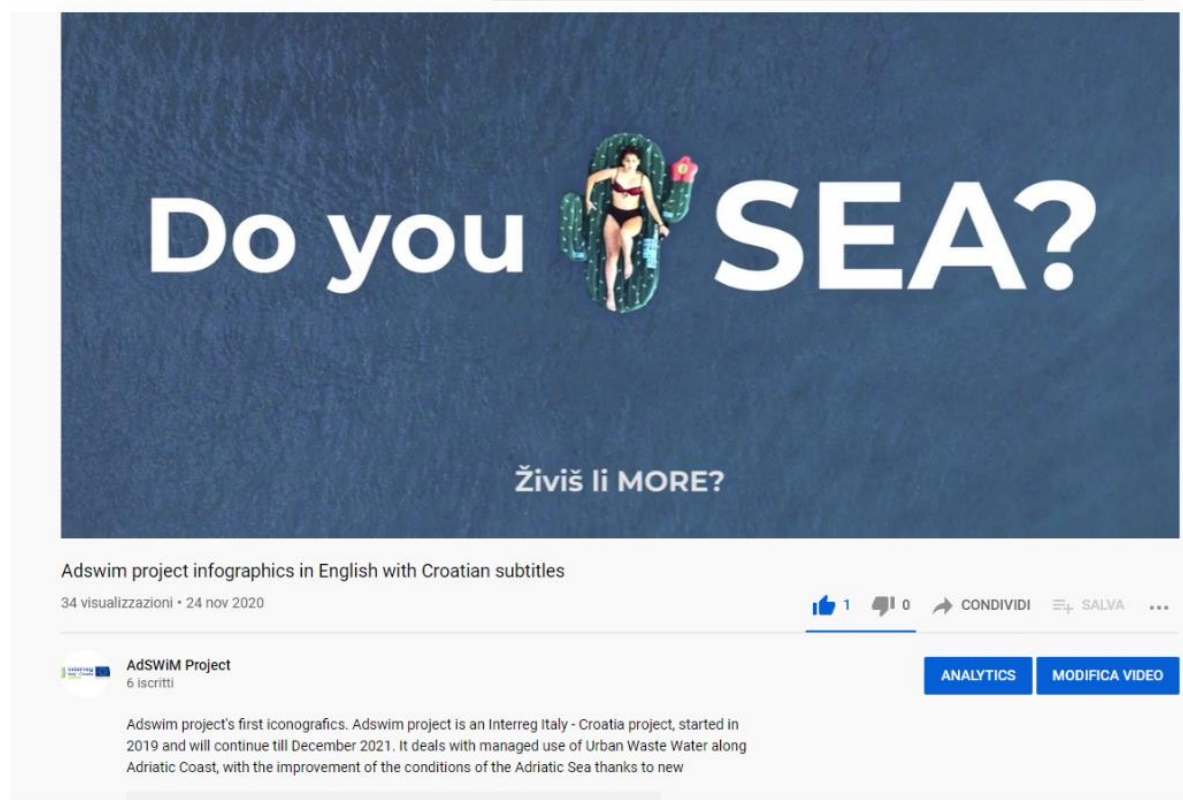 Do you SEA?
Živiš li MORE?
Adswim project infographics in English with Croatian subtitles
34 visualizzazioni • 24 nov 2020
1 0 CONDIVIDI SALVA ...
Interreg
AdSWiM Project
6 iscritti
ANALYTICS MODIFICA VIDEO
Adswim project's first iconografics. Adswim project is an Interreg Italy - Croatia project, started in
2019 and will continue till December 2021. It deals with managed use of Urban Waste Water along
Adriatic Coast, with the improvement of the conditions of the Adriatic Sea thanks to new